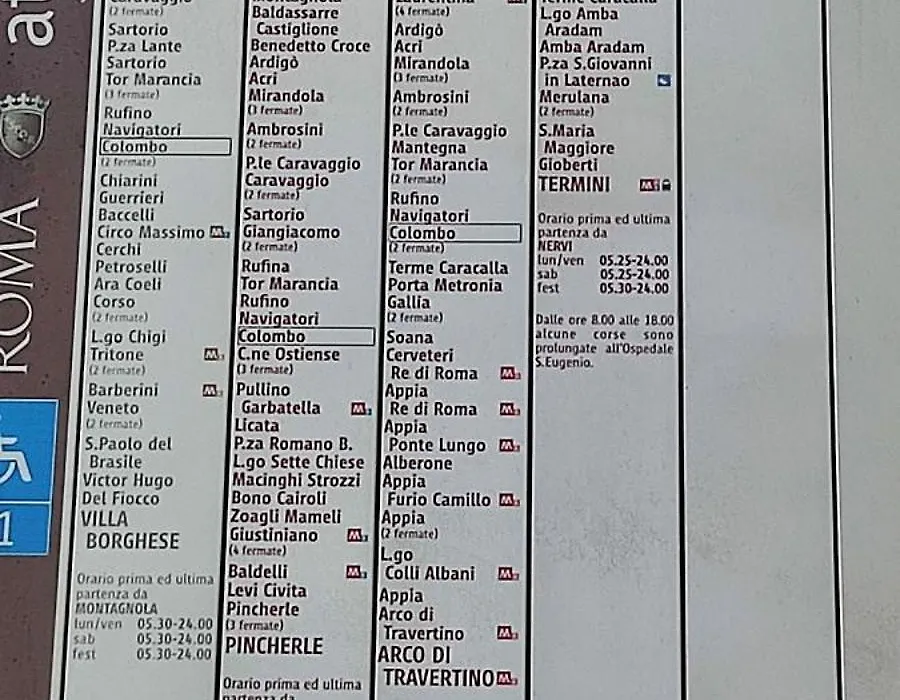 ROMA
1
Caravaggio
(2 fermate)
Sartorio
P.za Lante
Sartorio
Tor Marancia
(3 fermate)
Rufino
Navigatori
Colombo
(2 fermate)
Chiarini
Guerrieri
Baccelli
Circo Massimo M
Cerchi
Petroselli
Ara Coeli
Corso
(2 fermate)
L.go Chigi
Tritone M
(2 fermate)
Barberini M
Veneto
(2 fermate)
S.Paolo del
Brasile
Victor Hugo
Del Fiocco
VILLA
BORGHESE
Orario prima ed ultima
partenza da
MONTAGNOLA
lun/ven 05.30-24.00
sab 05.30-24.00
fest 05.30-24.00
Montagnola
Baldassarre
Castiglione
Benedetto Croce
Ardigò
Acri
Mirandola
(3 fermate)
Ambrosini
(2 fermate)
P.le Caravaggio
Caravaggio
(2 fermate)
Sartorio
Giangiacomo
(2 fermate)
Rufina
Tor Marancia
Rufino
Navigatori
Colombo
C.ne Ostiense
(3 fermate)
Pullino
Garbatella M
Licata
P.za Romano B.
L.go Sette Chiese
Macinghi Strozzi
Bono Cairoli
Zoagli Mameli
Giustiniano M
(4 fermate)
Baldelli M
Levi Civita
Pincherle
(3 fermate)
PINCHERLE
Orario prima ed ultima
partenza da
Laurentina
(4 fermate)
Ardigò
Acri
Mirandola
(3 fermate)
Ambrosini
(2 fermate)
P.le Caravaggio
Mantegna
Tor Marancia
(2 fermate)
Rufino
Navigatori
Colombo
(2 fermate)
Terme Caracalla
Porta Metronia
Gallia
(2 fermate)
Soana
Cerveteri
Re di Roma M
Appia
Re di Roma M
Appia
Ponte Lungo M
Alberone
Appia
Furio Camillo M
Appia
(2 fermate)
L.go
Colli Albani M
Appia
Arco di
Travertino M
ARCO DI
TRAVERTINO M
Terme Caracalla
L.go Amba
Aradam
Amba Aradam
P.za S.Giovanni
in Laternao
Merulana
(2 fermate)
S.Maria
Maggiore
Gioberti
TERMINI M
Orario prima ed ultima
partenza da
NERVI
lun/ven 05.25-24.00
sab 05.25-24.00
fest 05.30-24.00
Dalle ore 8.00 alle 18.00
alcune corse sono
prolungate all'Ospedale
S.Eugenio.